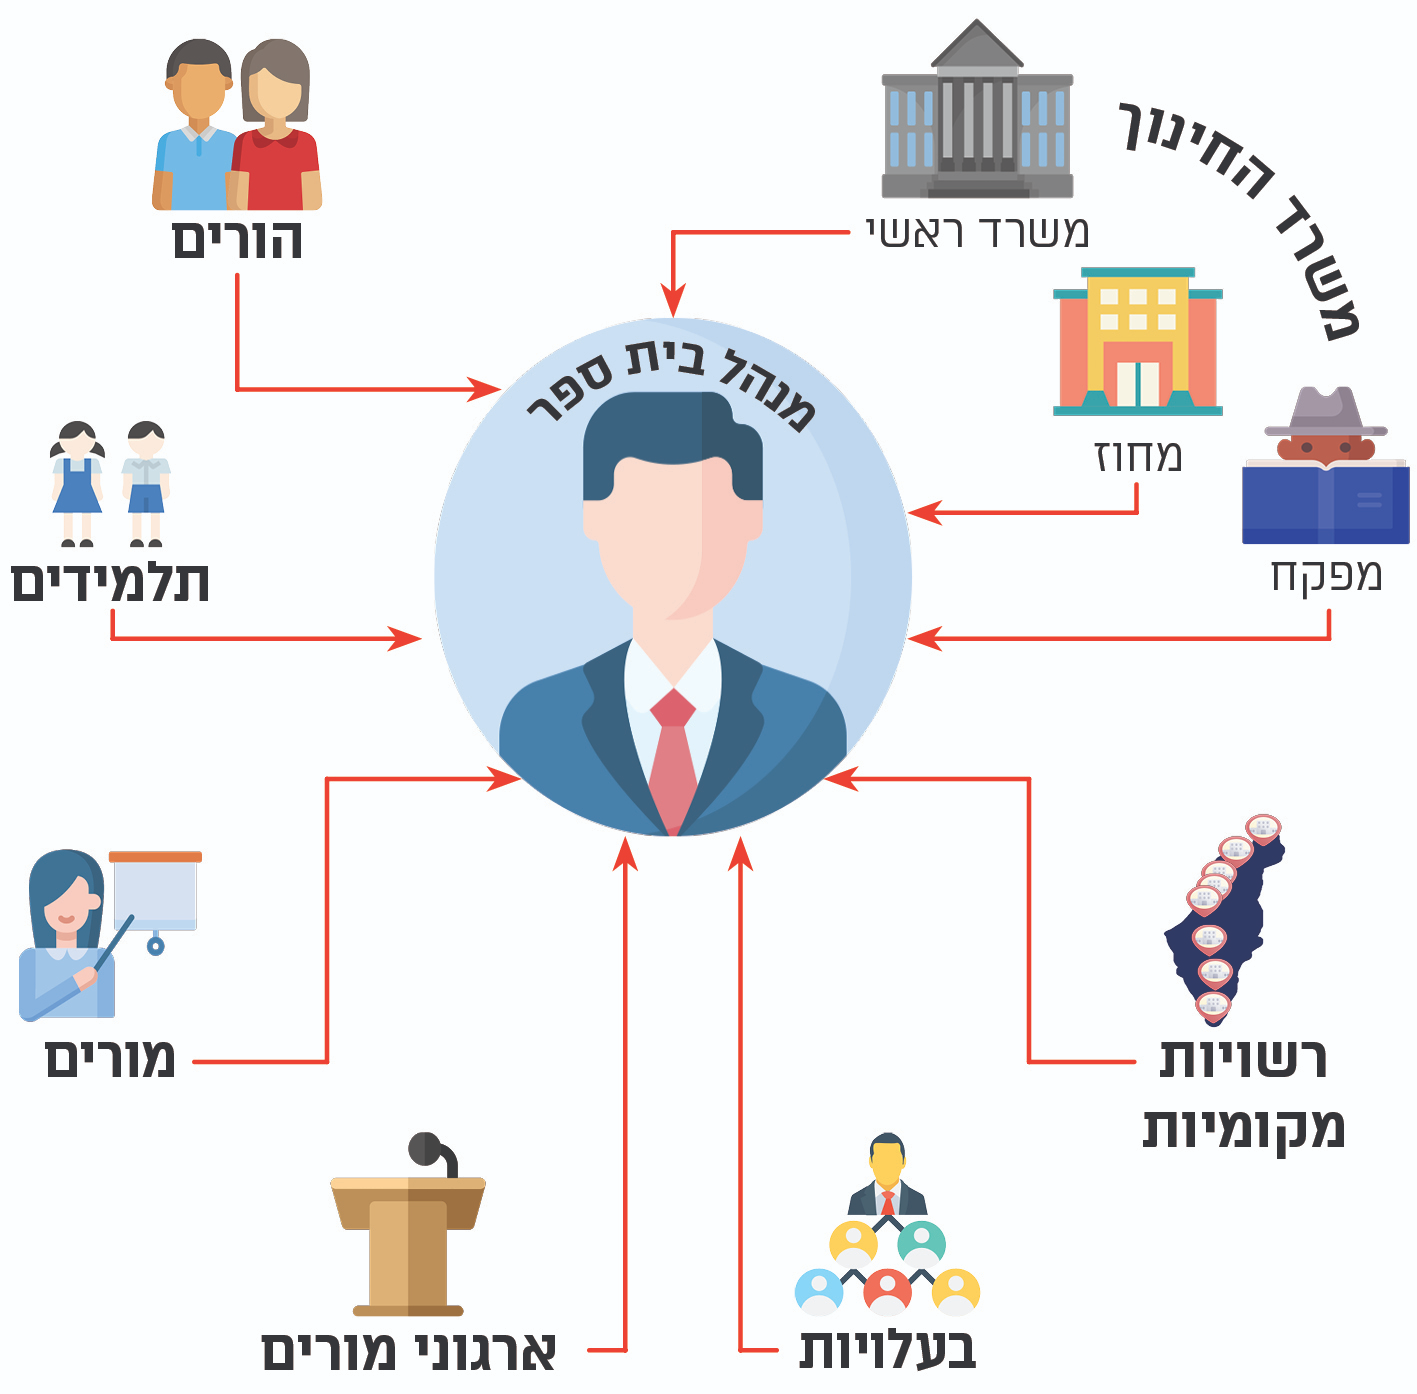 משרד החינוך
משרד ראשי
הורים
מנהל בית ספר
מחוז
מפקח
תלמידים
מורים
רשויות
מקומיות
בעלויות
ארגוני מורים